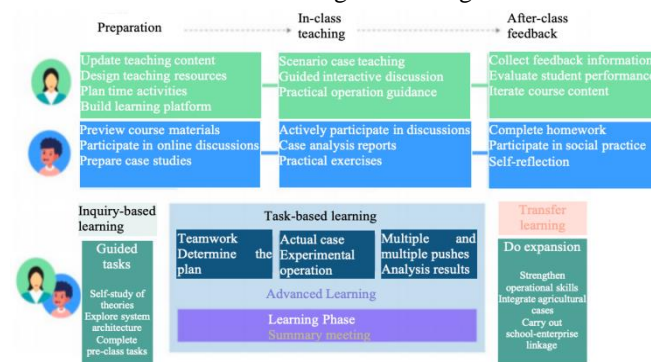 Preparation
In-class
teaching
After-class
feedback
Update teaching content
Design teaching resources
Plan time activities
Build learning platform
Scenario case teaching
Guided interactive discussion
Practical operation guidance
Collect feedback information
Evaluate student performance
Iterate course content
Preview course materials
Participate in online discussions
Prepare case studies
Actively participate in discussions
Case analysis reports
Practical exercises
Complete homework
Participate in social practice
Self-reflection
Inquiry-based
learning
Guided
tasks
Self-study of
theories
Explore system
architecture
Complete
pre-class tasks
Task-based learning
Teamwork
Determine the
plan
Actual case
Experimental
operation
Multiple and
multiple pushes
Analysis results
Advanced Learning
Learning Phase
Summary meeting
Transfer
learning
Do expansion
Strengthen
operational skills
Integrate agricultural
cases
Carry out
school-enterprise
linkage